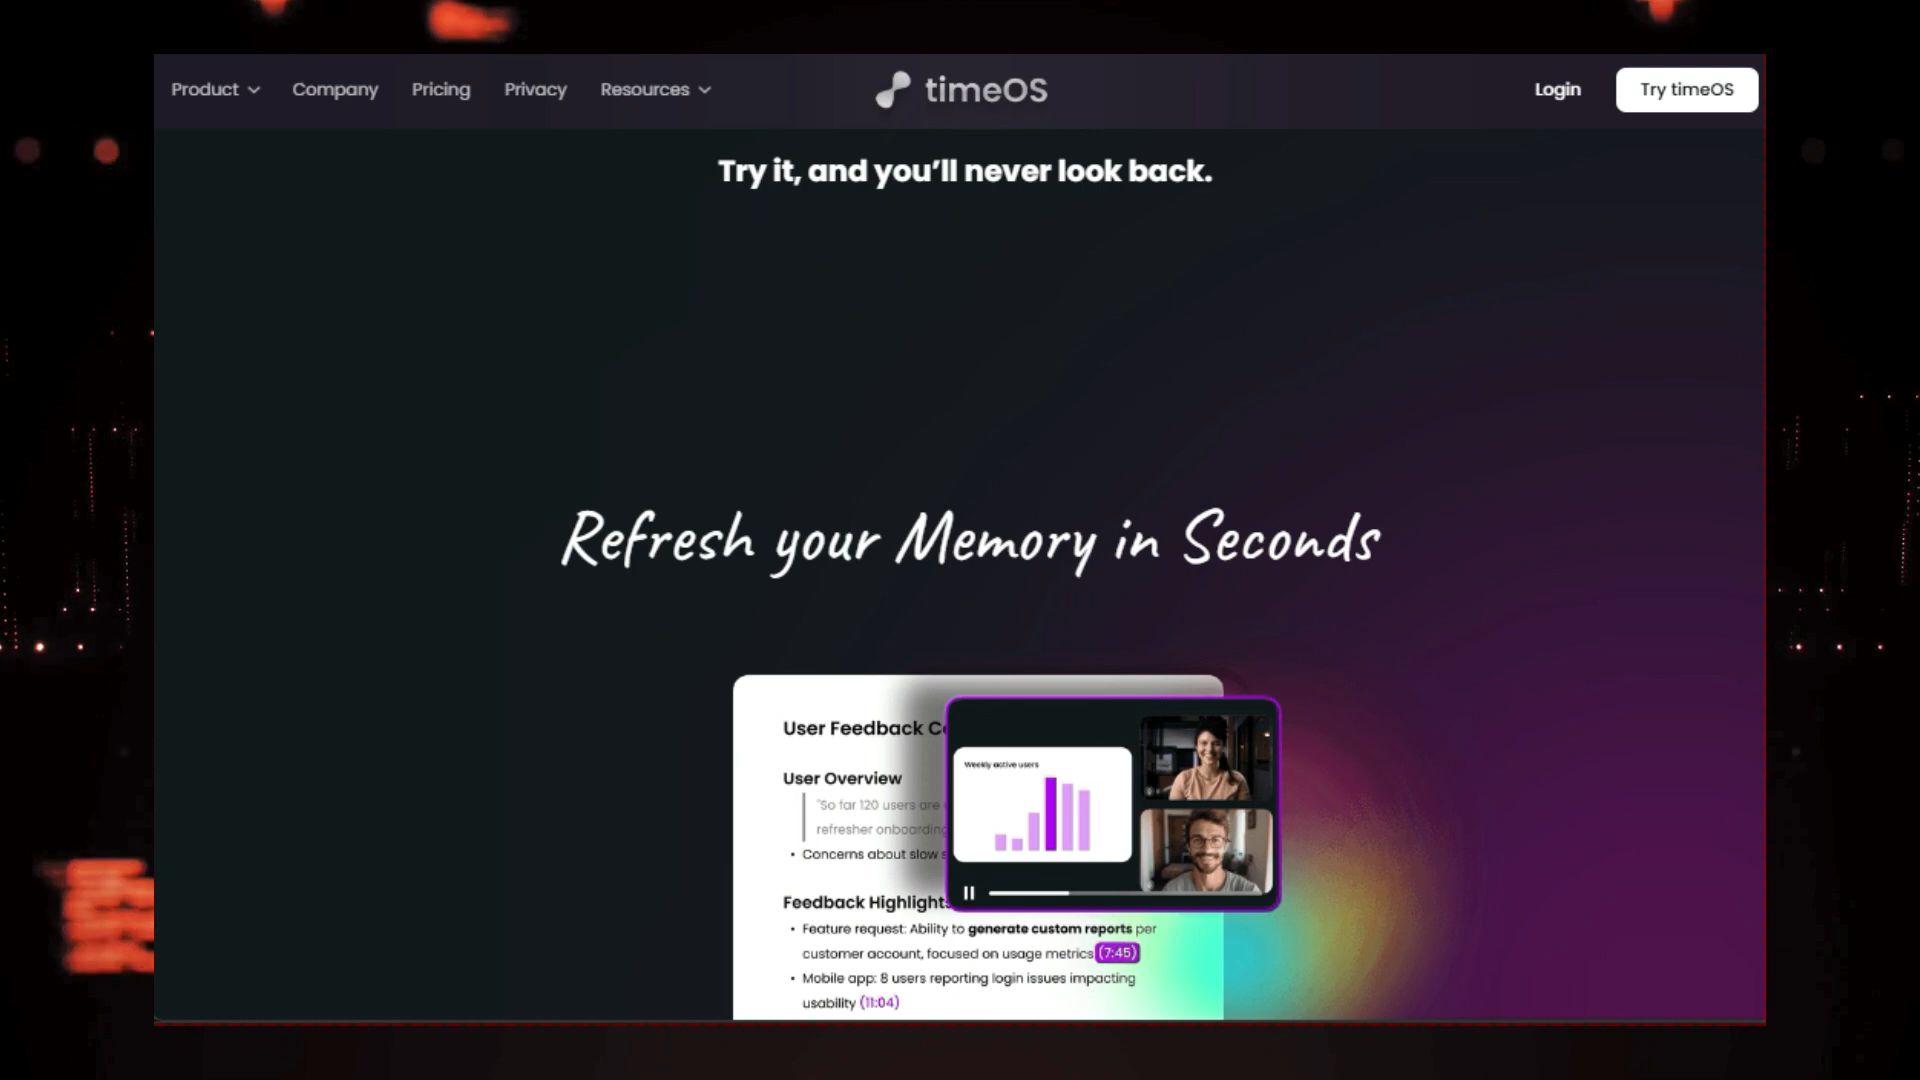 Product
Company
Pricing
Privacy
Resources
timeOS
Login
Try timeOS
Try it, and you’ll never look back.
Refresh your Memory in Seconds
User Feedback
User Overview
"So far 120 users are
refresher onboarding
• Concerns about slow
Feedback Highlights
• Feature request: Ability to generate custom reports per
customer account, focused on usage metrics (7:45)
• Mobile app: 8 users reporting login issues impacting
usability (11:04)
Weekly active users